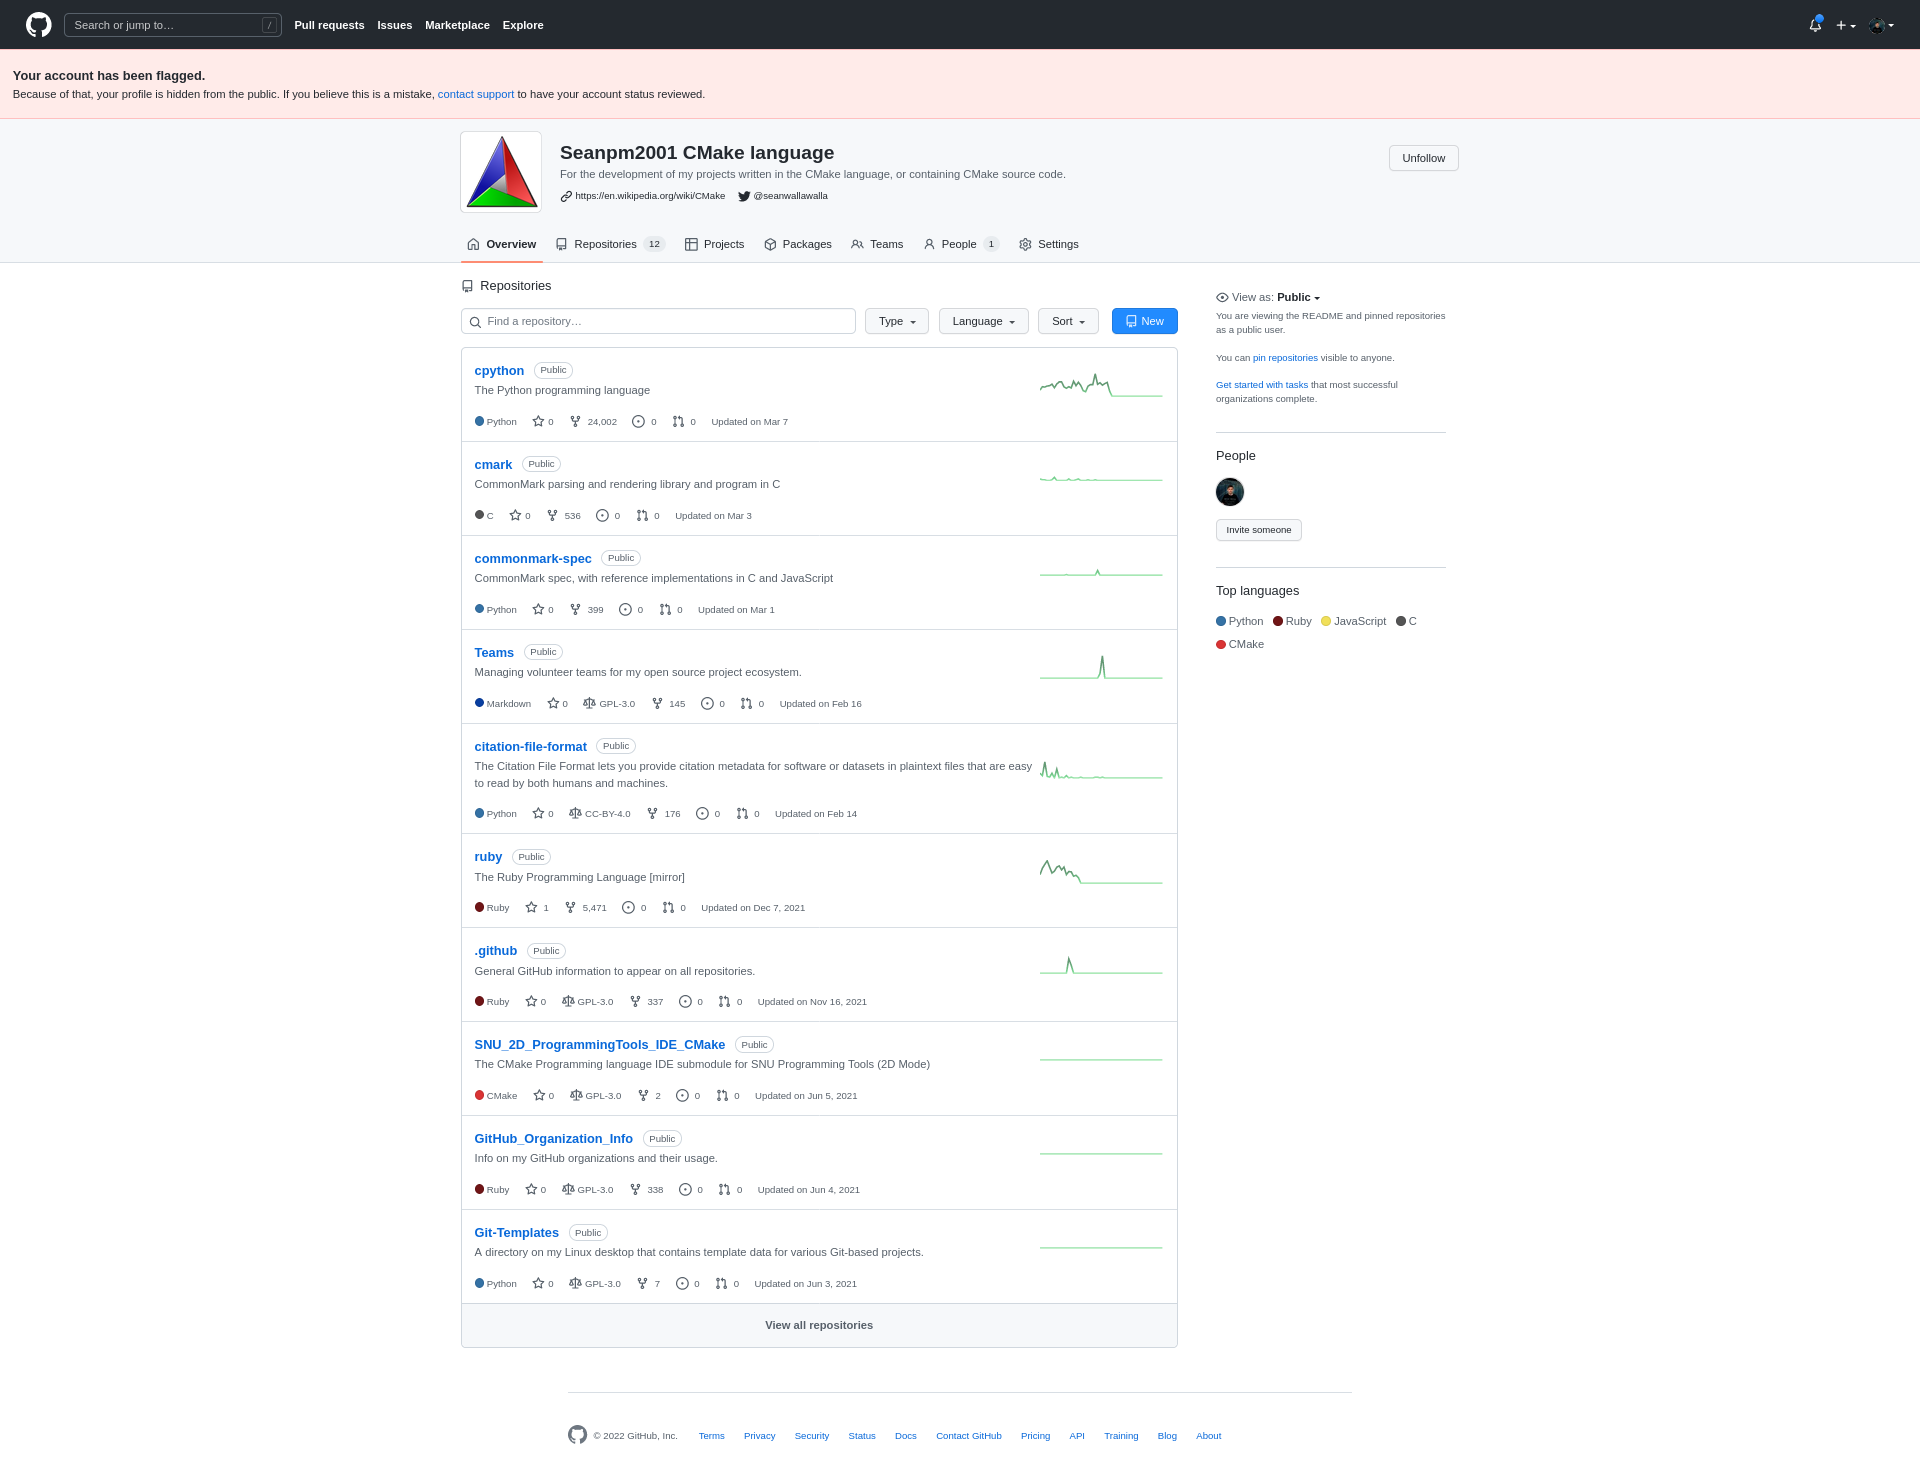 Search or jump to… /
Pull requests Issues Marketplace Explore
Your account has been flagged.
Because of that, your profile is hidden from the public. If you believe this is a mistake, contact support to have your account status reviewed.
Seanpm2001 CMake language
Unfollow
For the development of my projects written in the CMake language, or containing CMake source code.
https://en.wikipedia.org/wiki/CMake @seanwallawalla
Overview Repositories 12 Projects Packages Teams People 1 Settings
Repositories
Find a repository… Type Language Sort New
cpython Public
The Python programming language
Python 0 24,002 0 0 Updated on Mar 7
cmark Public
CommonMark parsing and rendering library and program in C
C 0 536 0 0 Updated on Mar 3
commonmark-spec Public
CommonMark spec, with reference implementations in C and JavaScript
Python 0 399 0 0 Updated on Mar 1
Teams Public
Managing volunteer teams for my open source project ecosystem.
Markdown 0 GPL-3.0 145 0 0 Updated on Feb 16
citation-file-format Public
The Citation File Format lets you provide citation metadata for software or datasets in plaintext files that are easy
to read by both humans and machines.
Python 0 CC-BY-4.0 176 0 0 Updated on Feb 14
ruby Public
The Ruby Programming Language [mirror]
Ruby 1 5,471 0 0 Updated on Dec 7, 2021
.github Public
General GitHub information to appear on all repositories.
Ruby 0 GPL-3.0 337 0 0 Updated on Nov 16, 2021
SNU_2D_ProgrammingTools_IDE_CMake Public
The CMake Programming language IDE submodule for SNU Programming Tools (2D Mode)
CMake 0 GPL-3.0 2 0 0 Updated on Jun 5, 2021
GitHub_Organization_Info Public
Info on my GitHub organizations and their usage.
Ruby 0 GPL-3.0 338 0 0 Updated on Jun 4, 2021
Git-Templates Public
A directory on my Linux desktop that contains template data for various Git-based projects.
Python 0 GPL-3.0 7 0 0 Updated on Jun 3, 2021
View all repositories
View as: Public
You are viewing the README and pinned repositories
as a public user.
You can pin repositories visible to anyone.
Get started with tasks that most successful
organizations complete.
People
Invite someone
Top languages
Python Ruby JavaScript C
CMake
© 2022 GitHub, Inc. Terms Privacy Security Status Docs Contact GitHub Pricing API Training Blog About